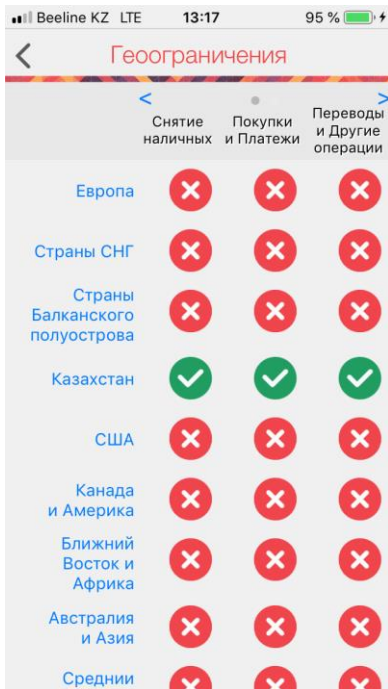 Beeline KZ LTE 13:17 95 %
Геоограничения
< >
Снятие наличных
Покупки и Платежи
Переводы и Другие операции
Европа
Страны СНГ
Страны
Балканского
полуострова
Казахстан
США
Канада
и Америка
Ближний
Восток и
Африка
Австралия
и Азия
Среднии